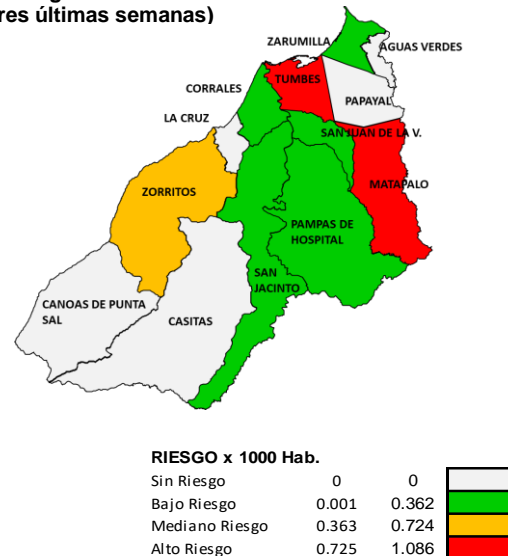 res últimas semanas)
ZARUMILLA
AGUAS VERDES
TUMBES
CORRALES
PAPAYAL
LA CRUZ
SAN JUAN DE LA V.
MATAPALO
ZORRITOS
PAMPAS DE
HOSPITAL
SAN
JACINTO
CANOAS DE PUNTA
SAL
CASITAS
RIESGO x 1000 Hab.
Sin Riesgo 0 0
Bajo Riesgo 0.001 0.362
Mediano Riesgo 0.363 0.724
Alto Riesgo 0.725 1.086